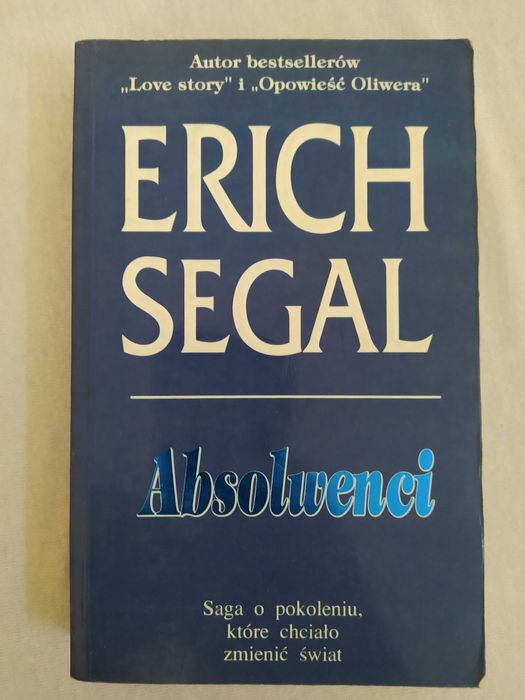 Autor bestsellerów
„Love story" i „Opowieść Oliwera"
ERICH
SEGAL
Absolwenci
Saga o pokoleniu,
które chciało
zmienić świat